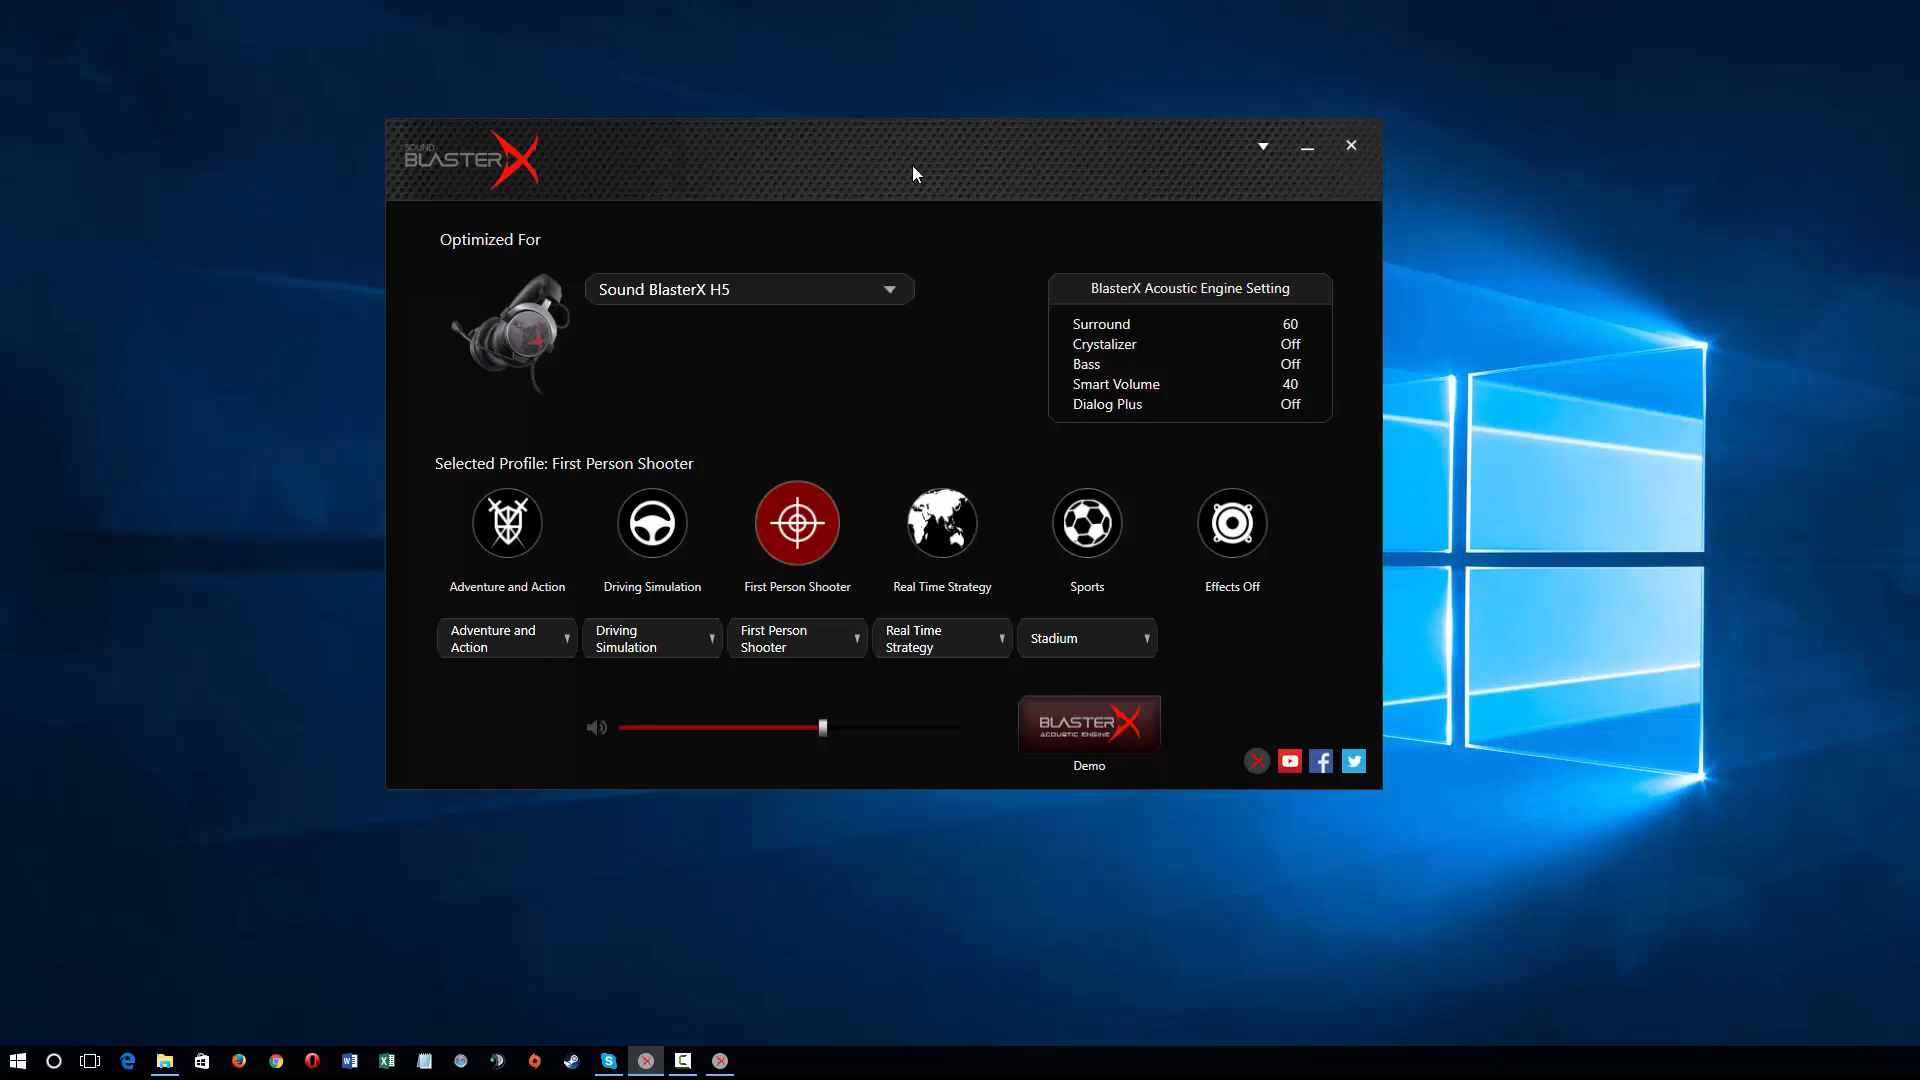 SOUND
BLASTERX
Optimized For
Sound BlasterX H5
BlasterX Acoustic Engine Setting
Surround 60
Crystalizer Off
Bass Off
Smart Volume 40
Dialog Plus Off
Selected Profile: First Person Shooter
Adventure and Action
Driving Simulation
First Person Shooter
Real Time Strategy
Sports
Effects Off
Adventure and
Action
Driving
Simulation
First Person
Shooter
Real Time
Strategy
Stadium
BLASTERX
ACOUSTIC ENGINE
Demo